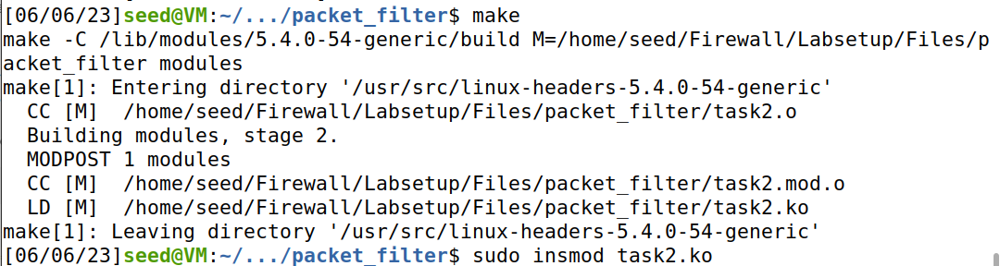 [06/06/23]seed@VM:~/.../packet_filter$ make
make -C /lib/modules/5.4.0-54-generic/build M=/home/seed/Firewall/Labsetup/Files/p
acket_filter modules
make[1]: Entering directory '/usr/src/linux-headers-5.4.0-54-generic'
  CC [M]  /home/seed/Firewall/Labsetup/Files/packet_filter/task2.o
  Building modules, stage 2.
  MODPOST 1 modules
  CC [M]  /home/seed/Firewall/Labsetup/Files/packet_filter/task2.mod.o
  LD [M]  /home/seed/Firewall/Labsetup/Files/packet_filter/task2.ko
make[1]: Leaving directory '/usr/src/linux-headers-5.4.0-54-generic'
[06/06/23]seed@VM:~/.../packet_filter$ sudo insmod task2.ko